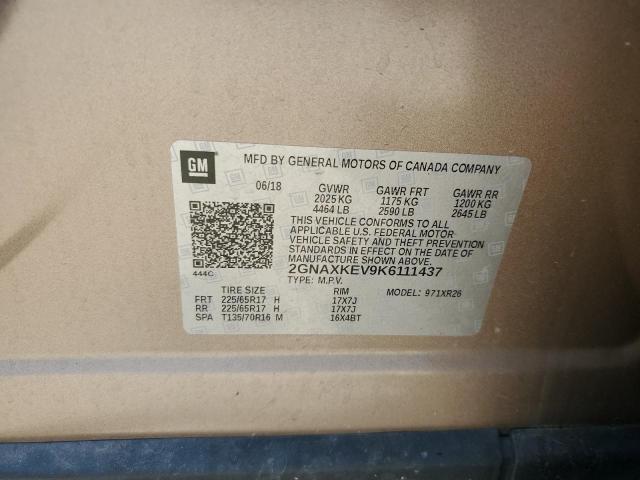 GM
MFD BY GENERAL MOTORS OF CANADA COMPANY
06/18 GVWR GAWR FRT GAWR RR
2025 KG 1175 KG 1200 KG
4464 LB 2590 LB 2645 LB
THIS VEHICLE CONFORMS TO ALL
APPLICABLE U.S. FEDERAL MOTOR
VEHICLE SAFETY AND THEFT PREVENTION
STANDARDS IN EFFECT ON THE DATE OF
MANUFACTURE SHOWN ABOVE.
444C 2GNAXKEV9K6111437
TYPE: M.P.V.
TIRE SIZE RIM MODEL: 971XR26
FRT 225/65R17 H 17X7J
RR 225/65R17 H 17X7J
SPA T135/70R16 M 16X4BT